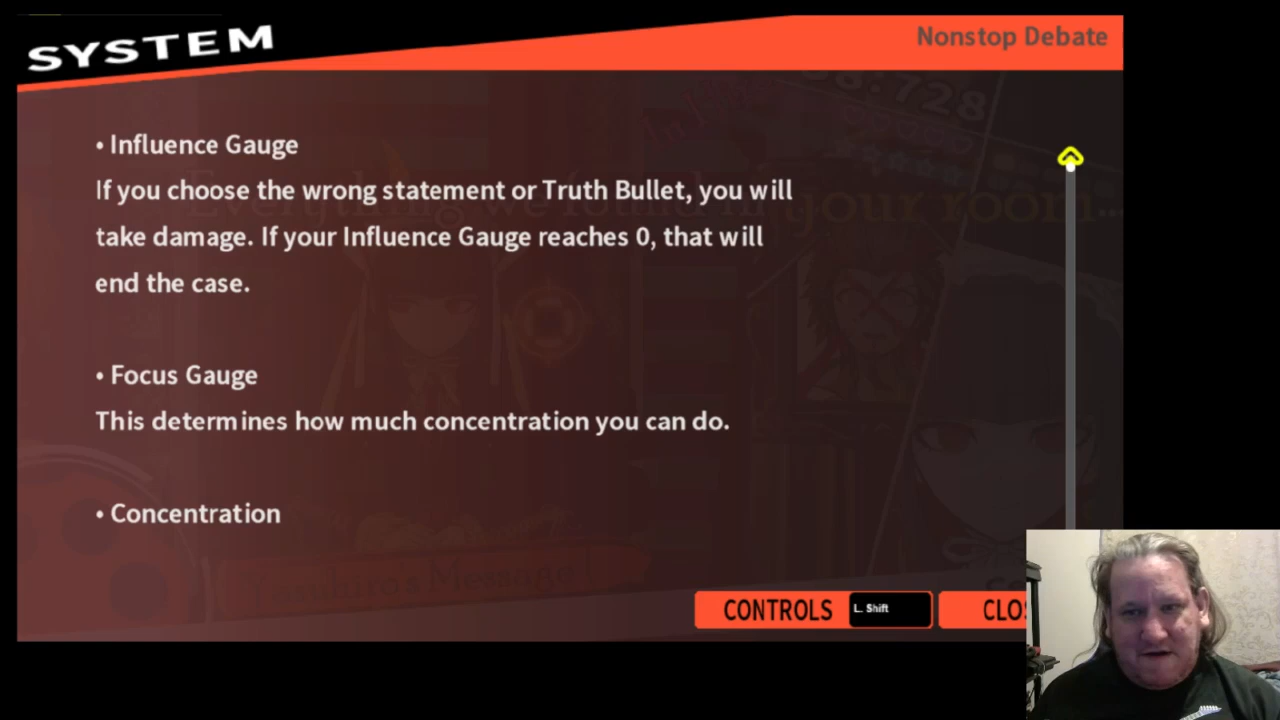 SYSTEM
Nonstop Debate
• Influence Gauge
If you choose the wrong statement or Truth Bullet, you will
take damage. If your Influence Gauge reaches 0, that will
end the case.
• Focus Gauge
This determines how much concentration you can do.
• Concentration
CONTROLS L. Shift CLO